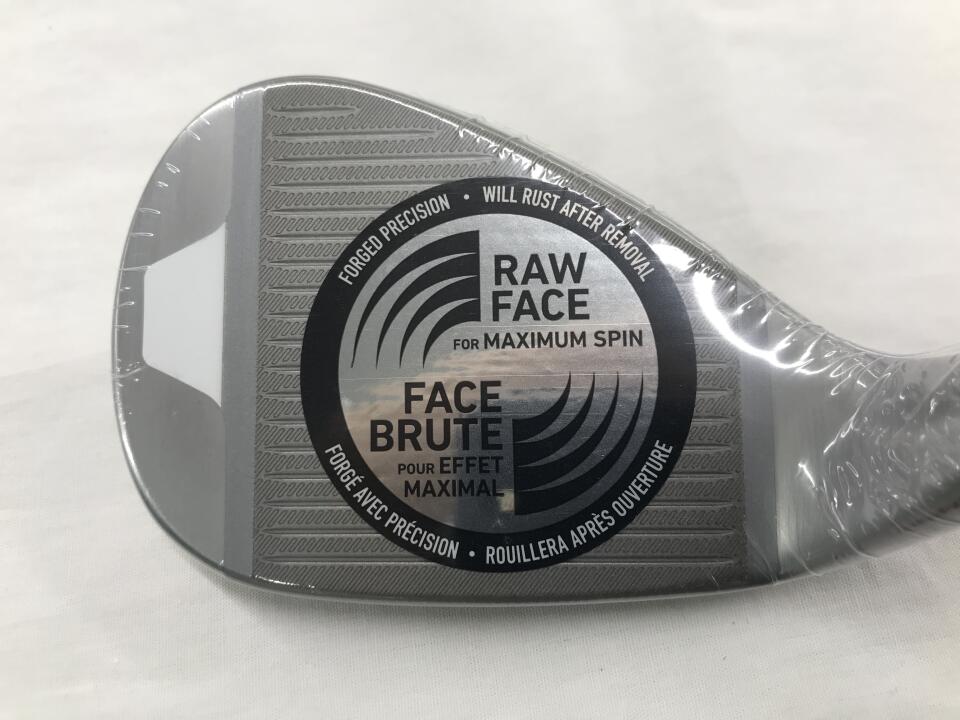 FORGED PRECISION • WILL RUST AFTER REMOVAL
RAW
FACE
FOR MAXIMUM SPIN
FACE
BRUTE
POUR EFFET
MAXIMAL
FORGÉ AVEC PRÉCISION • ROUILLERA APRÈS OUVERTURE